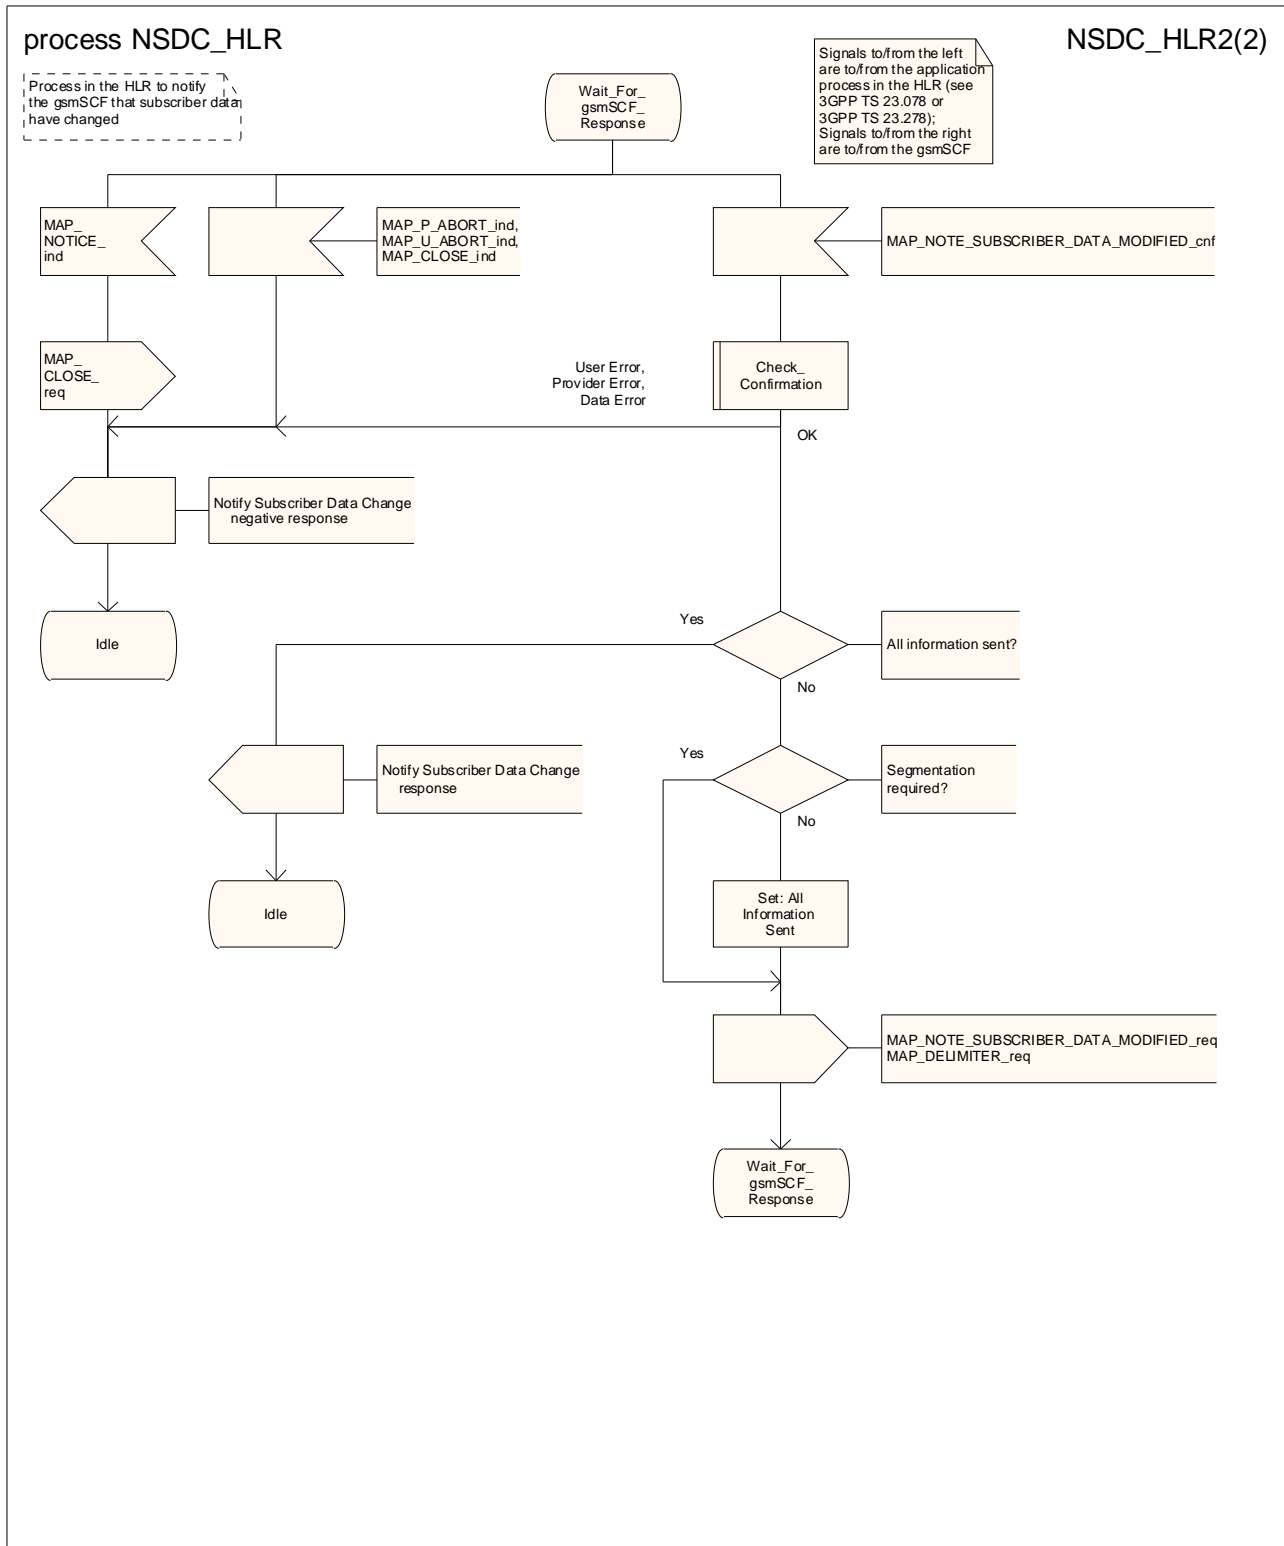 process NSDC_HLR
NSDC_HLR2(2)
Process in the HLR to notify
the gsmSCF that subscriber data
have changed
Wait_For_
gsmSCF_
Response
Signals to/from the left
are to/from the application
process in the HLR (see
3GPP TS 23.078 or
3GPP TS 23.278);
Signals to/from the right
are to/from the gsmSCF
MAP_
NOTICE_
ind
MAP_P_ABORT_ind,
MAP_U_ABORT_ind,
MAP_CLOSE_ind
MAP_NOTE_SUBSCRIBER_DATA_MODIFIED_cnf
MAP_
CLOSE_
req
User Error,
Provider Error,
Data Error
Check_
Confirmation
OK
Notify Subscriber Data Change
negative response
Idle
Yes
All information sent?
No
Notify Subscriber Data Change
response
Yes
Segmentation
required?
No
Idle
Set: All
Information
Sent
MAP_NOTE_SUBSCRIBER_DATA_MODIFIED_req
MAP_DELIMITER_req
Wait_For_
gsmSCF_
Response